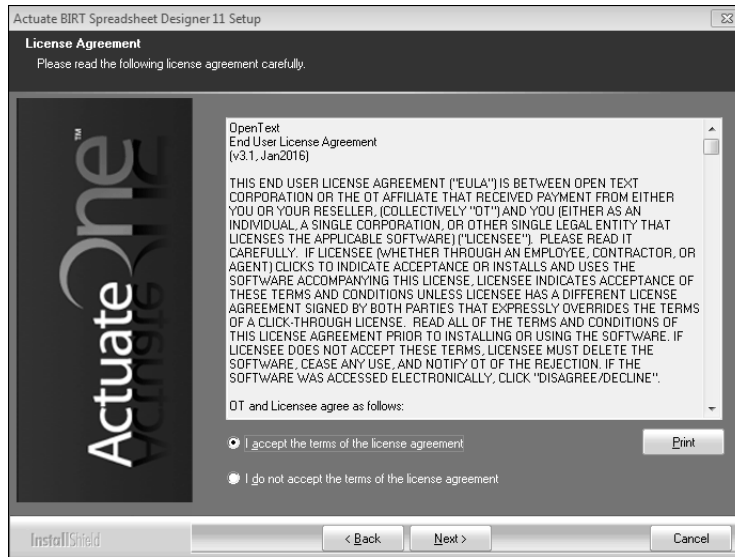 Actuate BIRT Spreadsheet Designer 11 Setup
License Agreement
Please read the following license agreement carefully.
ActuateOne™
OpenText
End User License Agreement
(v3.1, Jan2016)
THIS END USER LICENSE AGREEMENT ("EULA") IS BETWEEN OPEN TEXT
CORPORATION OR THE OT AFFILIATE THAT RECEIVED PAYMENT FROM EITHER
YOU OR YOUR RESELLER, (COLLECTIVELY "OT") AND YOU (EITHER AS AN
INDIVIDUAL, A SINGLE CORPORATION, OR OTHER SINGLE LEGAL ENTITY THAT
LICENSES THE APPLICABLE SOFTWARE) ("LICENSEE"). PLEASE READ IT
CAREFULLY. IF LICENSEE (WHETHER THROUGH AN EMPLOYEE, CONTRACTOR, OR
AGENT) CLICKS TO INDICATE ACCEPTANCE OR INSTALLS AND USES THE
SOFTWARE ACCOMPANYING THIS LICENSE, LICENSEE INDICATES ACCEPTANCE OF
THESE TERMS AND CONDITIONS UNLESS LICENSEE HAS A DIFFERENT LICENSE
AGREEMENT SIGNED BY BOTH PARTIES THAT EXPRESSLY OVERRIDES THE TERMS
OF A CLICK-THROUGH LICENSE. READ ALL OF THE TERMS AND CONDITIONS OF
THIS LICENSE AGREEMENT PRIOR TO INSTALLING OR USING THE SOFTWARE. IF
LICENSEE DOES NOT ACCEPT THESE TERMS, LICENSEE MUST DELETE THE
SOFTWARE, CEASE ANY USE, AND NOTIFY OT OF THE REJECTION. IF THE
SOFTWARE WAS ACCESSED ELECTRONICALLY, CLICK "DISAGREE/DECLINE".
OT and Licensee agree as follows:
I accept the terms of the license agreement
Print
I do not accept the terms of the license agreement
InstallShield
< Back
Next >
Cancel